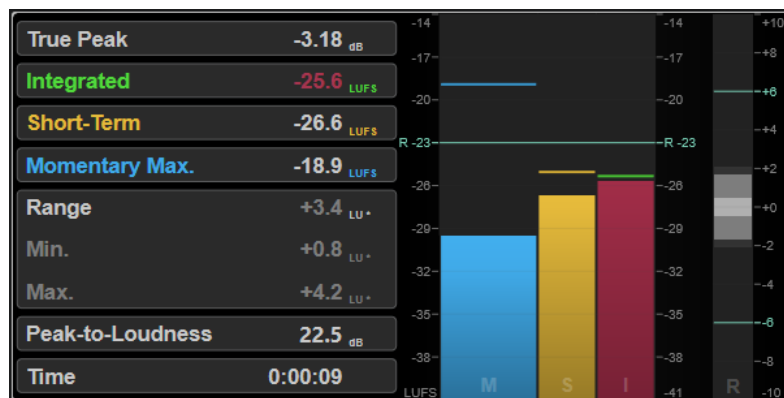 True Peak -3.18 dB
Integrated -25.6 LUFS
Short-Term -26.6 LUFS
Momentary Max. -18.9 LUFS
Range +3.4 LU
Min. +0.8 LU
Max. +4.2 LU
Peak-to-Loudness 22.5 dB
Time 0:00:09
-14 -14 +10
-17 -17 +8
-20 -20 +6
R -23 R -23 +4
-26 -26 +2
-29 -29 +0
-32 -32 -2
-35 -35 -4
-38 -38 -6
-8
LUFS M S I -41 R -10